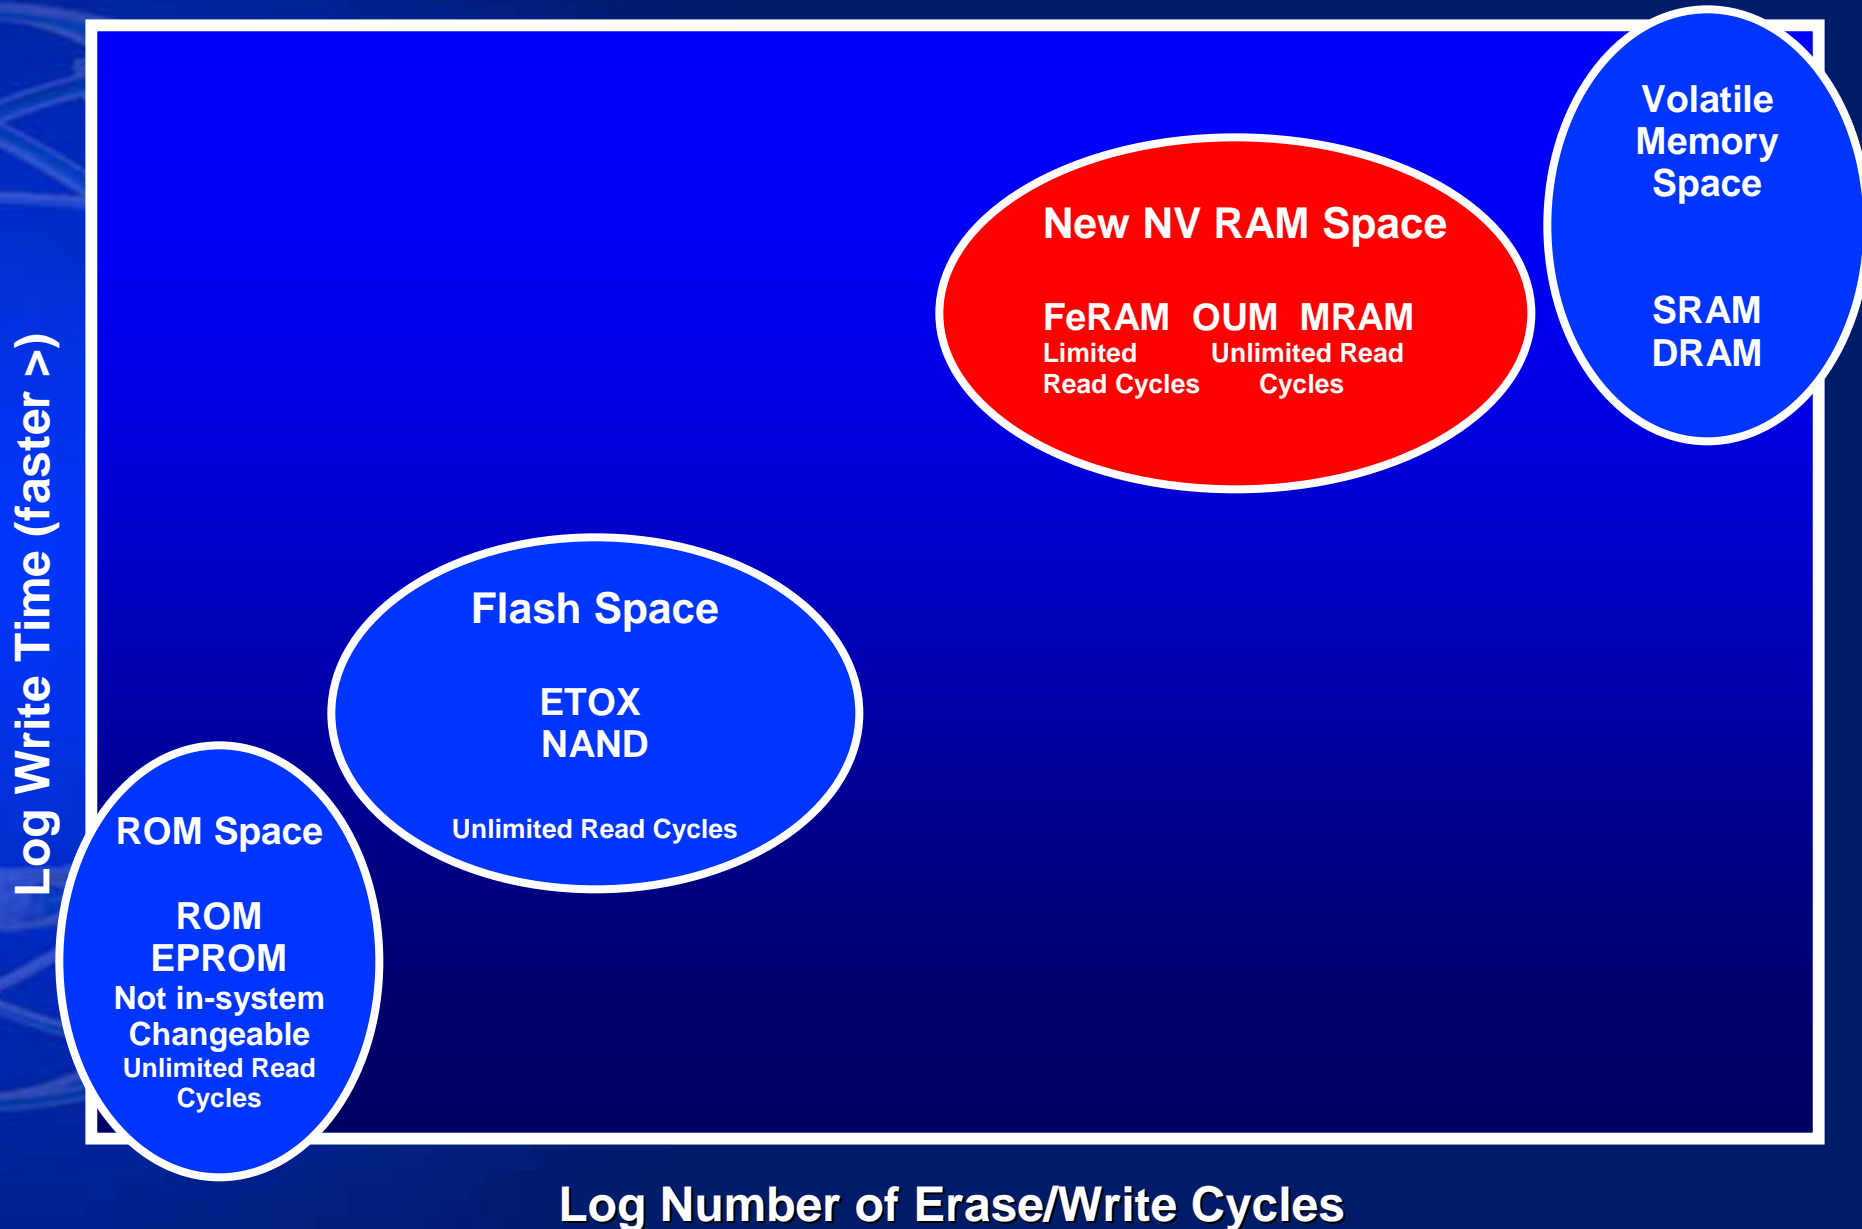 Volatile
Memory
Space
SRAM
DRAM
New NV RAM Space
FeRAM OUM MRAM
Limited Unlimited Read
Read Cycles Cycles
Flash Space
ETOX
NAND
Unlimited Read Cycles
ROM Space
ROM
EPROM
Not in-system
Changeable
Unlimited Read
Cycles
Log Write Time (faster >)
Log Number of Erase/Write Cycles